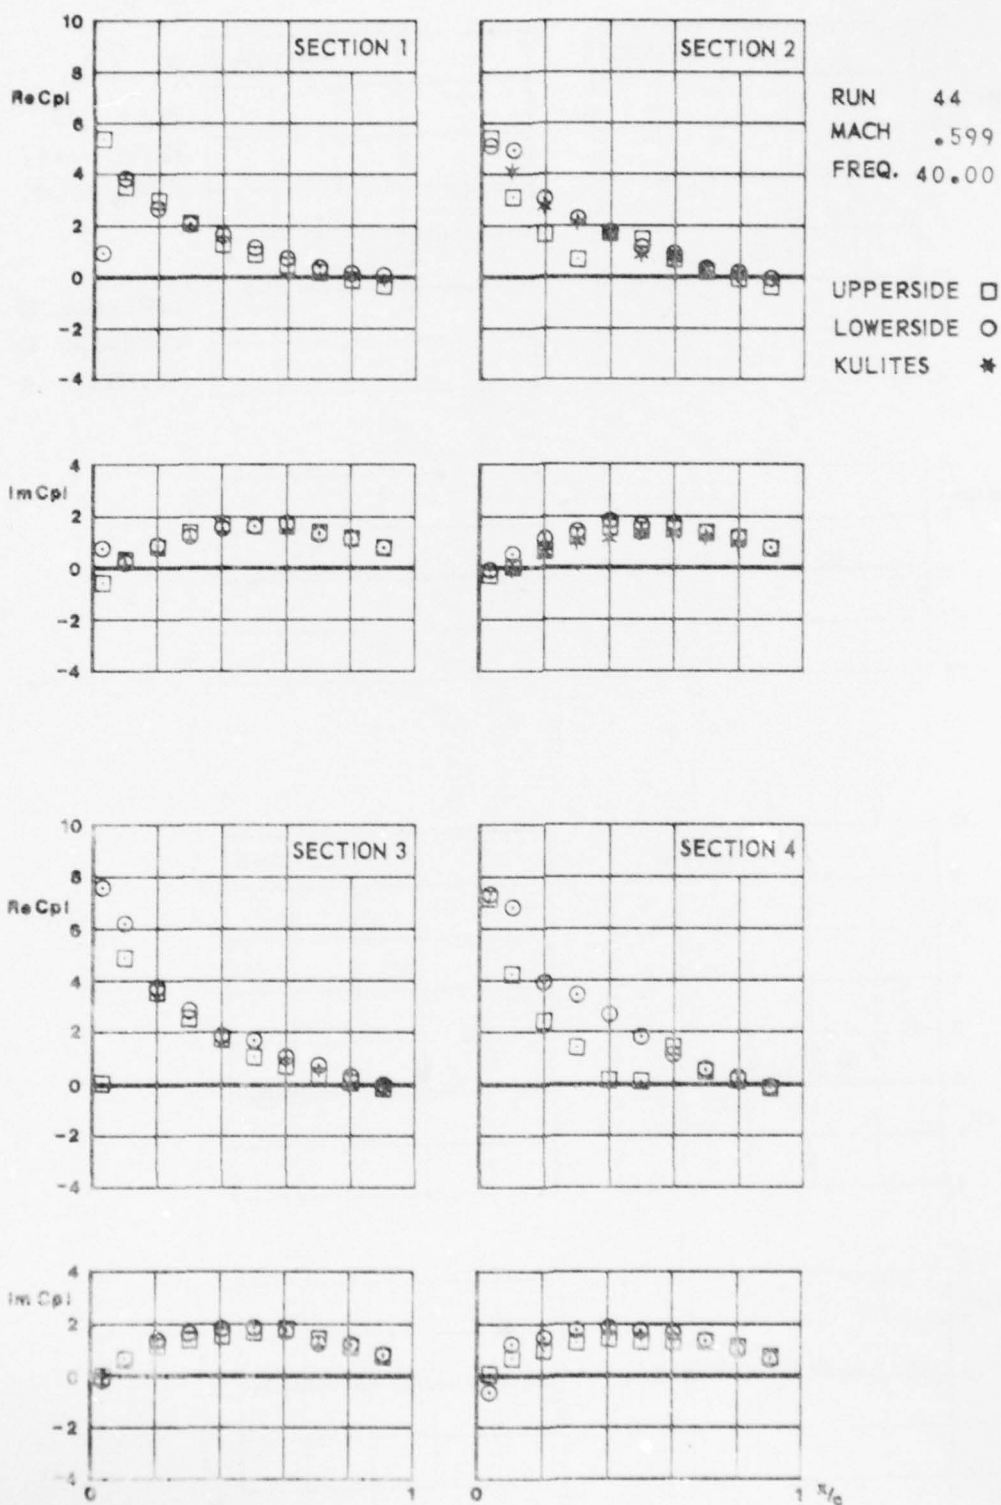 10
SECTION 1
SECTION 2
8
ReCpl
RUN 44
6
MACH .599
4
FREQ. 40.00
2
0
UPPERSIDE □
-2
LOWERSIDE ○
-4
KULITES ✶
4
ImCpl
2
0
-2
-4
10
SECTION 3
SECTION 4
8
ReCpl
6
4
2
0
-2
-4
4
ImCpl
2
0
-2
-4
0 1 0 1 x/c